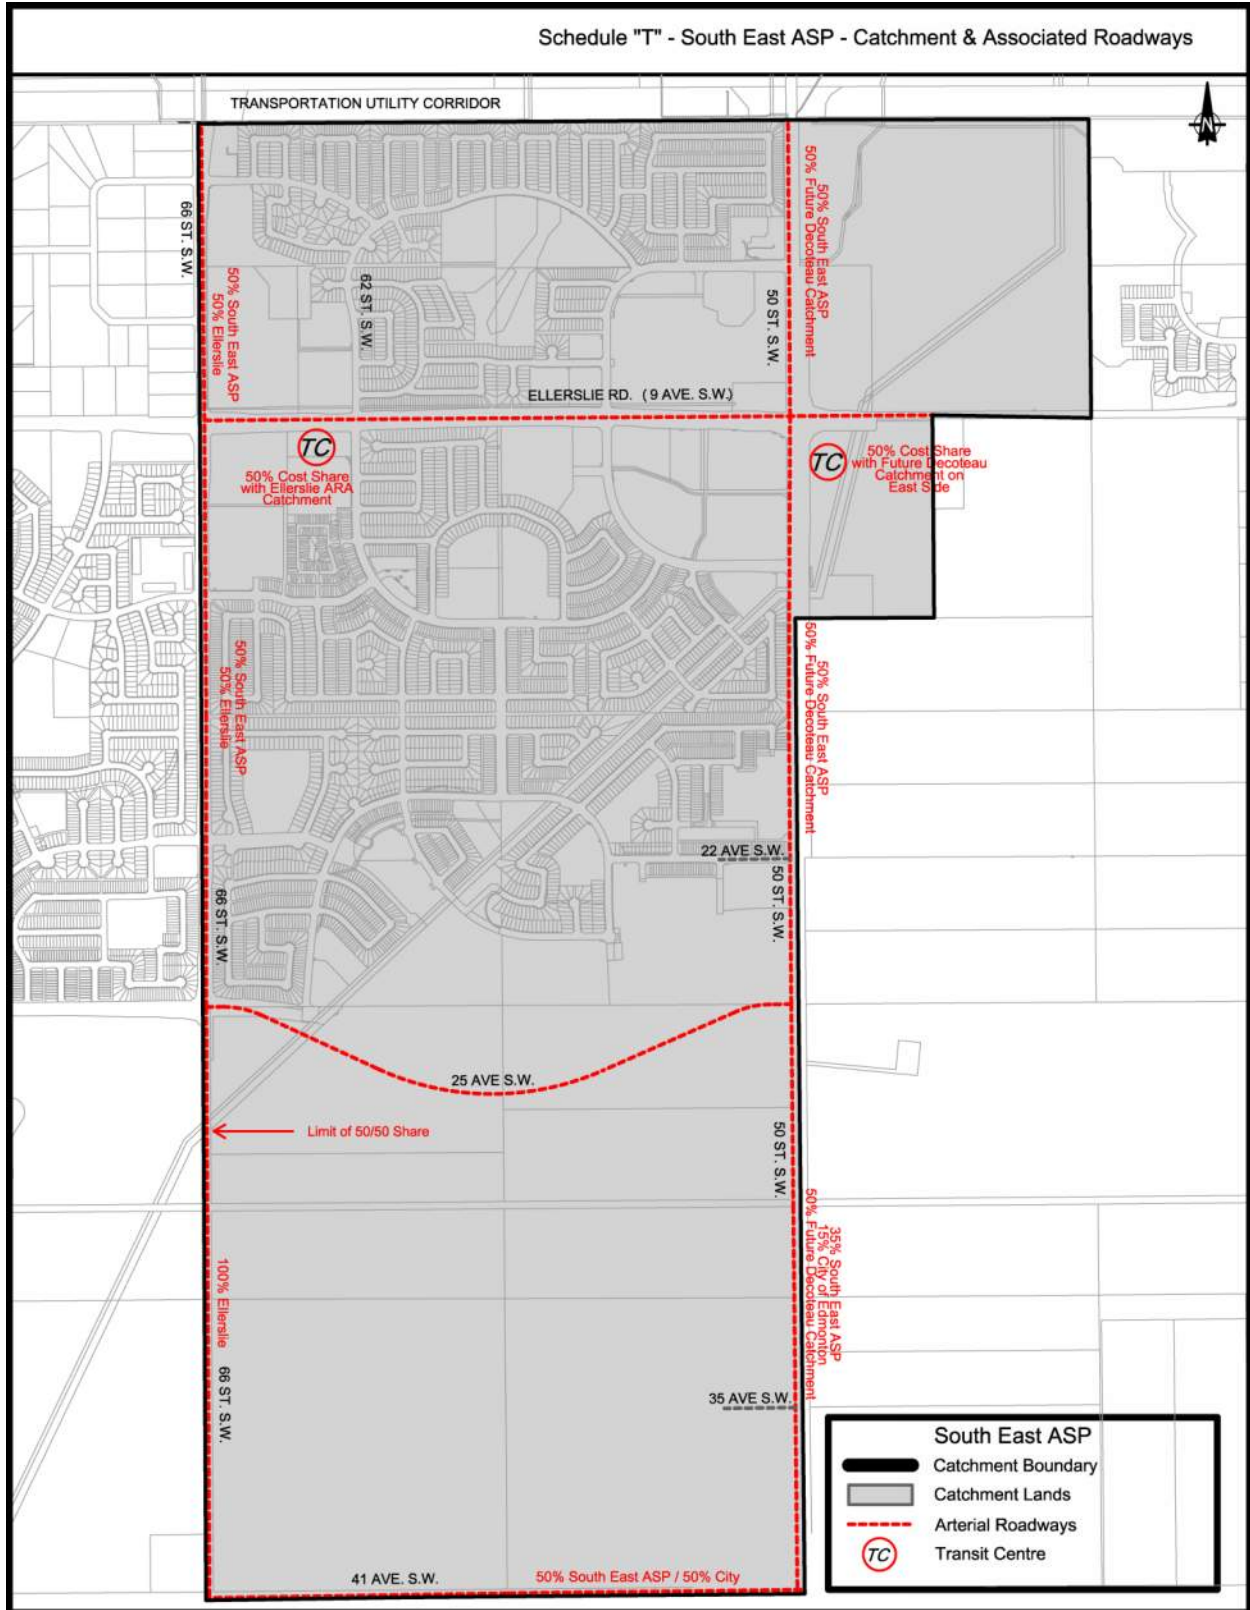 Schedule "T" - South East ASP - Catchment & Associated Roadways
TRANSPORTATION UTILITY CORRIDOR
N
66 ST. S.W.
50% South East ASP
50% Ellerslie
62 ST. S.W.
50 ST. S.W.
50% South East ASP
50% Future Decoteau Catchment
ELLERSLIE RD. (9 AVE. S.W.)
TC
50% Cost Share
with Ellerslie ARA
Catchment
TC
50% Cost Share
with Future Decoteau
Catchment on
East Side
50% South East ASP
50% Ellerslie
50% South East ASP
50% Future Decoteau Catchment
22 AVE S.W.
66 ST. S.W.
50 ST. S.W.
25 AVE S.W.
Limit of 50/50 Share
50 ST. S.W.
35% South East ASP
15% City of Edmonton
50% Future Decoteau Catchment
100% Ellerslie
66 ST. S.W.
35 AVE S.W.
41 AVE. S.W.
50% South East ASP / 50% City
South East ASP
Catchment Boundary
Catchment Lands
Arterial Roadways
TC
Transit Centre